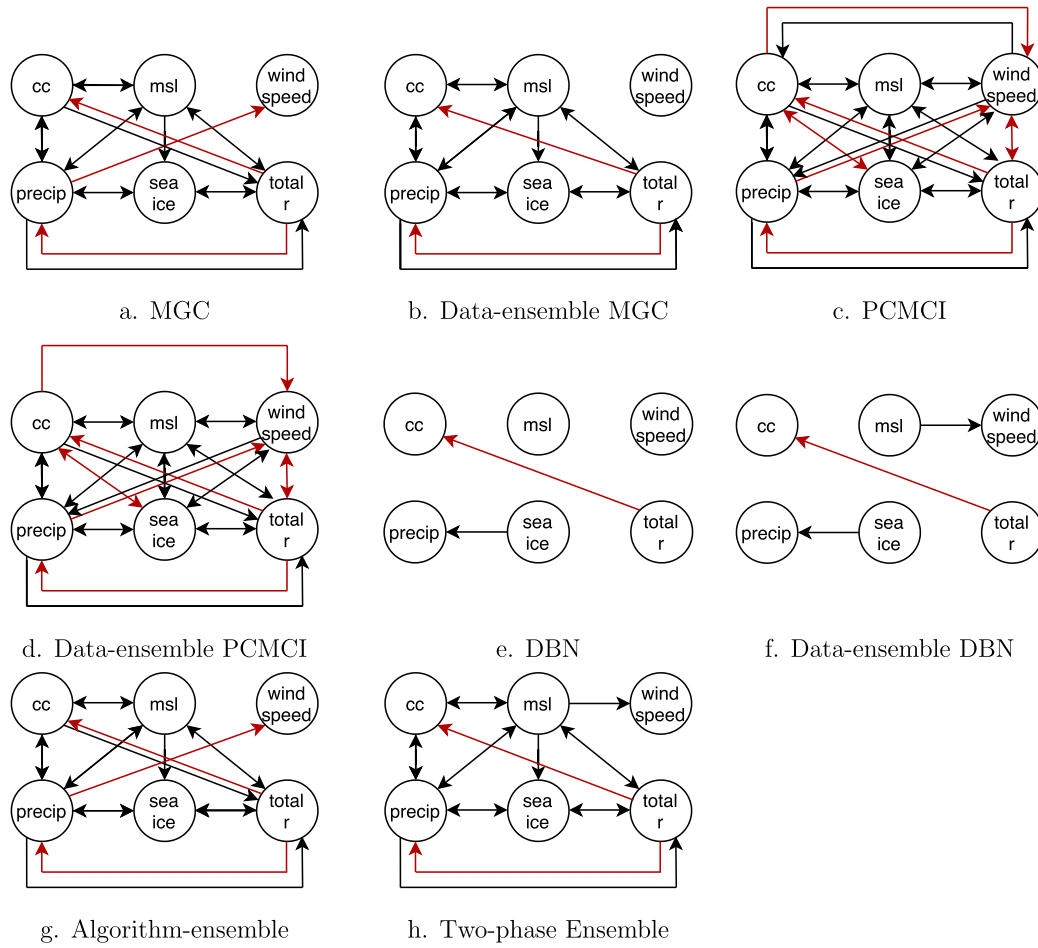 cc
msl
wind
speed
precip
sea
ice
total
r
a. MGC
cc
msl
wind
speed
precip
sea
ice
total
r
b. Data-ensemble MGC
cc
msl
wind
speed
precip
sea
ice
total
r
c. PCMCI
cc
msl
wind
speed
precip
sea
ice
total
r
d. Data-ensemble PCMCI
cc
msl
wind
speed
precip
sea
ice
total
r
e. DBN
cc
msl
wind
speed
precip
sea
ice
total
r
f. Data-ensemble DBN
cc
msl
wind
speed
precip
sea
ice
total
r
g. Algorithm-ensemble
cc
msl
wind
speed
precip
sea
ice
total
r
h. Two-phase Ensemble